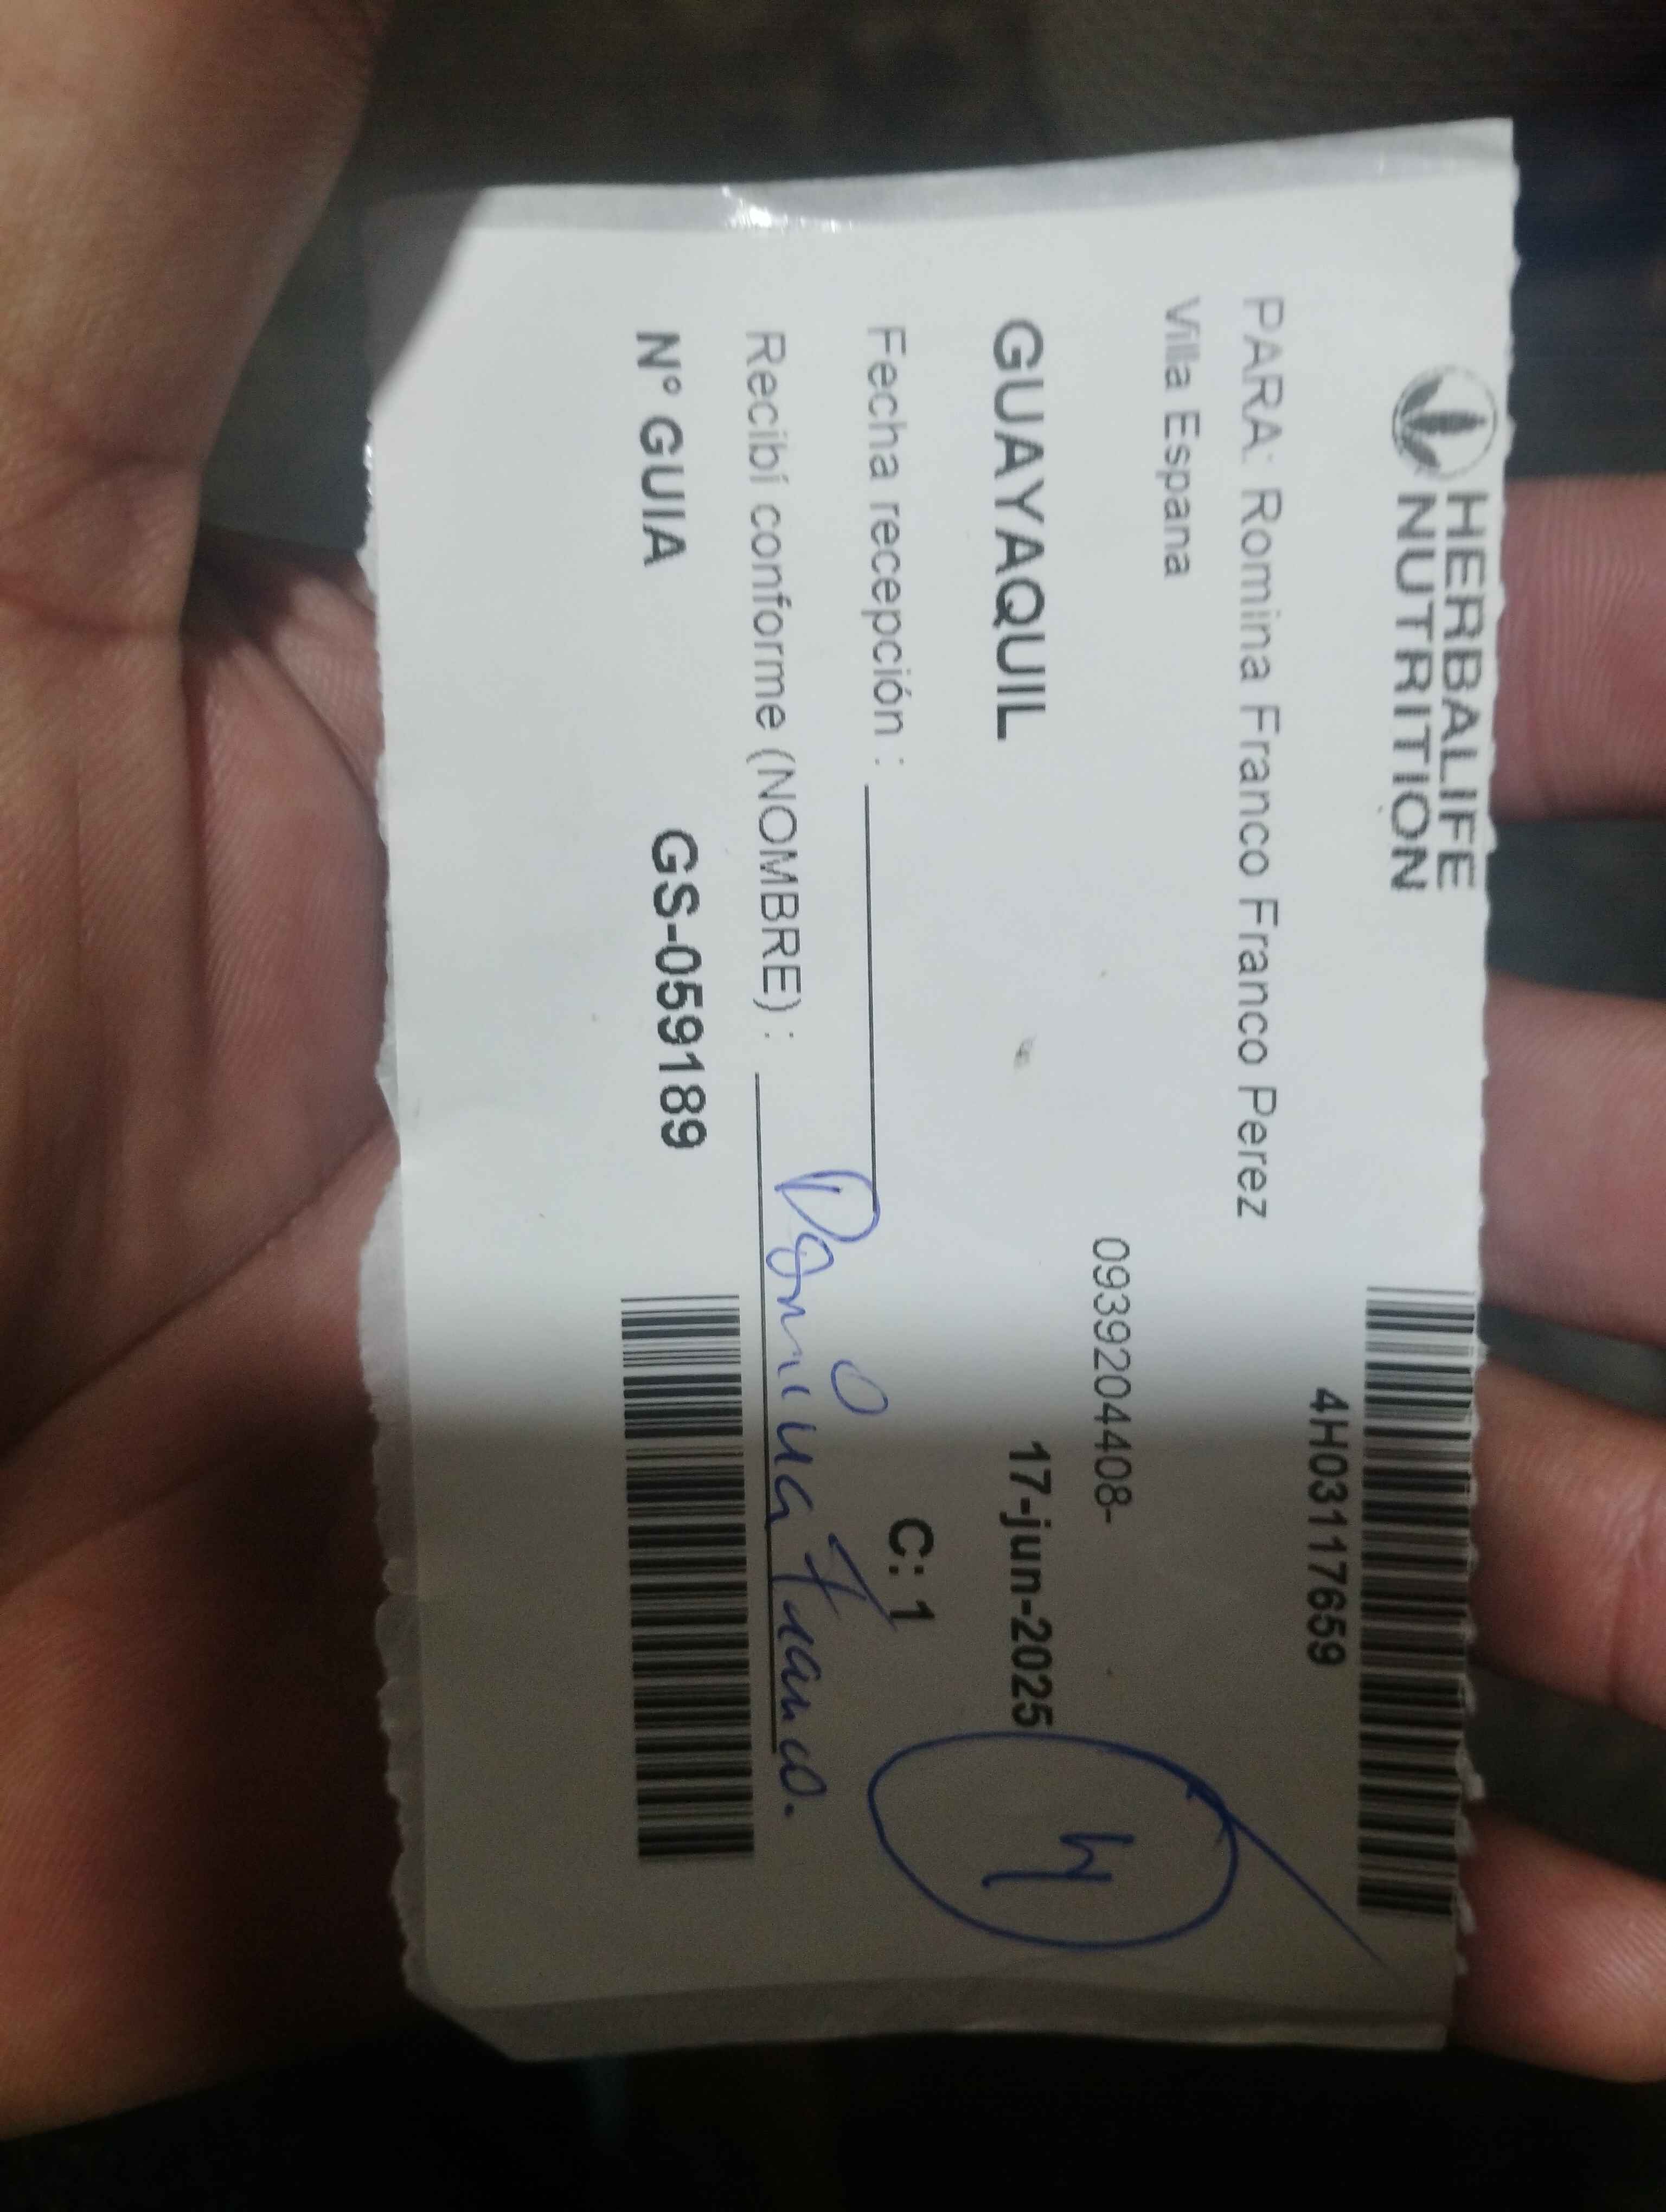 HERBALIFE
NUTRITION
4H03117659
PARA: Romina Franco Franco Perez
Villa Espana
0939204408-
GUAYAQUIL 17-jun-2025
4
Fecha recepción : C: 1
Recibí conforme (NOMBRE) : Domiua Franco.
N° GUIA GS-059189